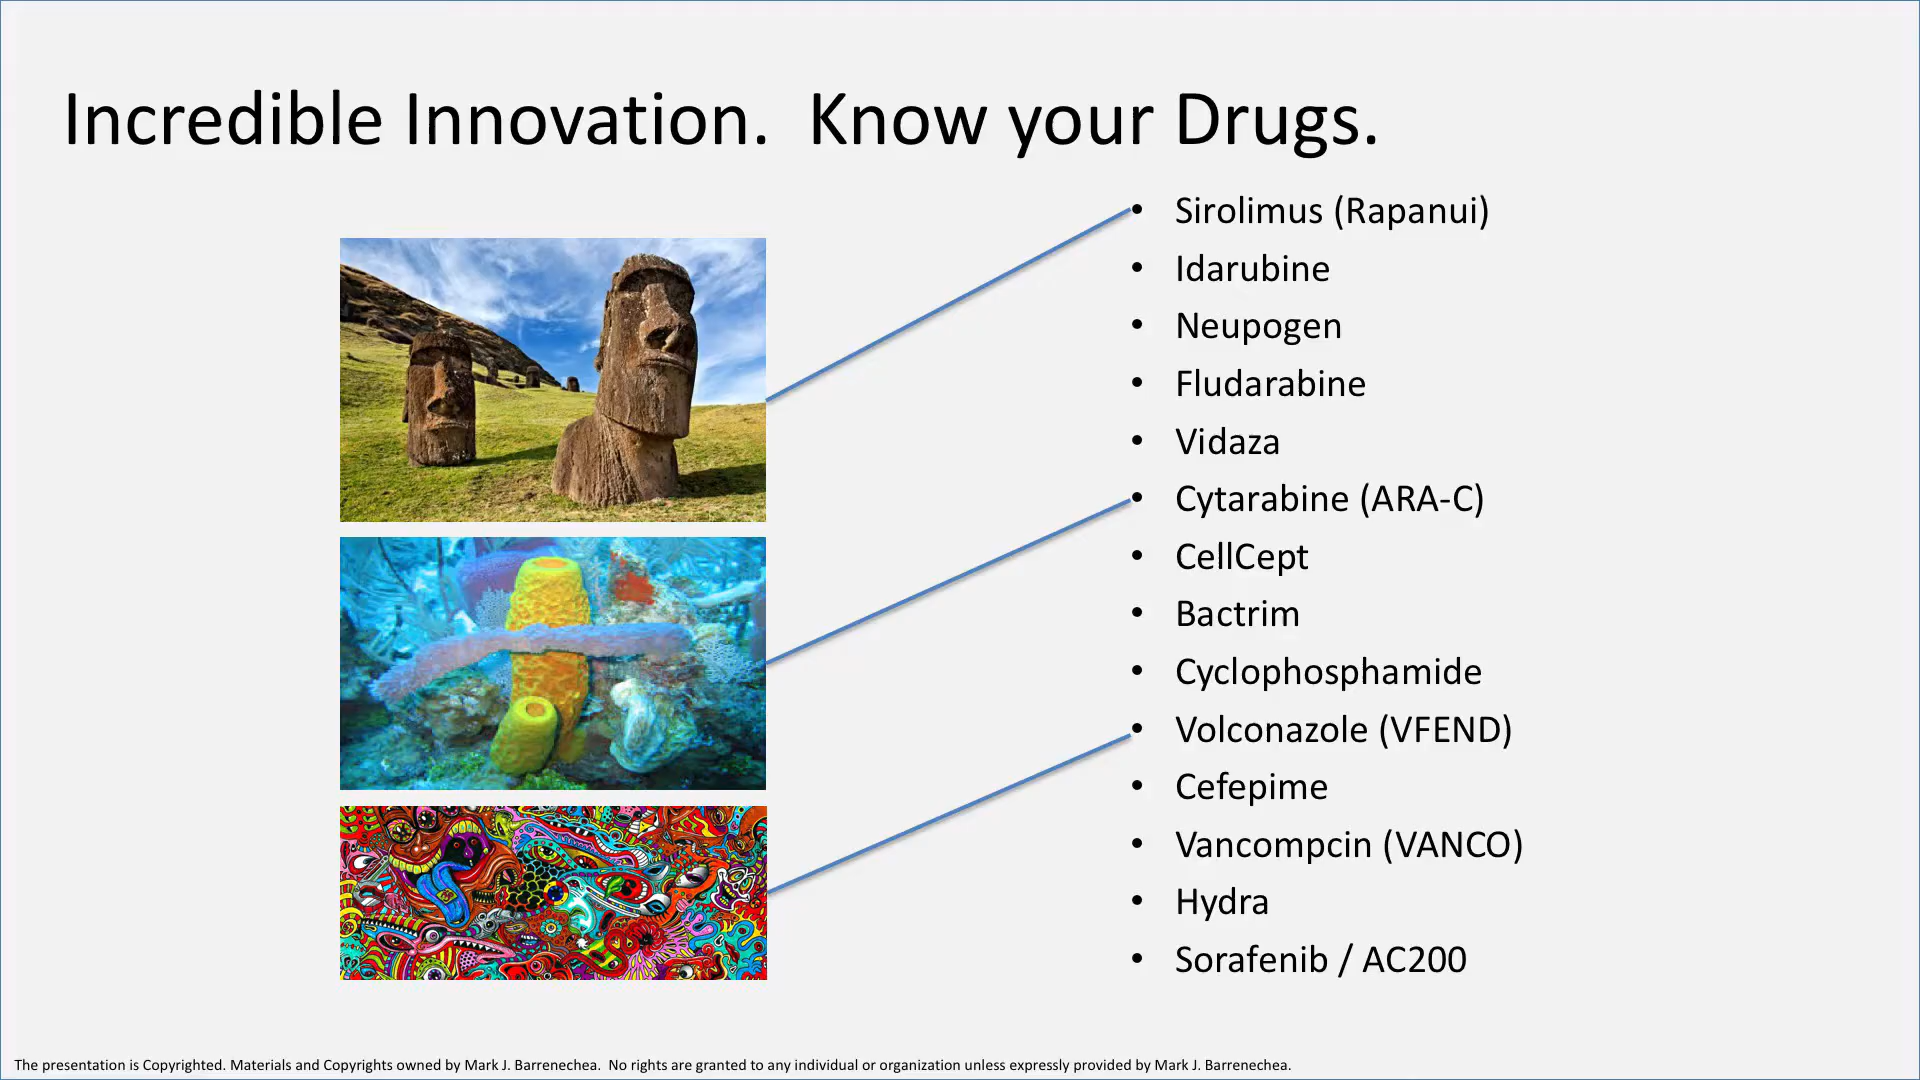 Incredible Innovation.  Know your Drugs.
• Sirolimus (Rapanui)
• Idarubine
• Neupogen
• Fludarabine
• Vidaza
• Cytarabine (ARA-C)
• CellCept
• Bactrim
• Cyclophosphamide
• Volconazole (VFEND)
• Cefepime
• Vancompcin (VANCO)
• Hydra
• Sorafenib / AC200
The presentation is Copyrighted. Materials and Copyrights owned by Mark J. Barrenechea.  No rights are granted to any individual or organization unless expressly provided by Mark J. Barrenechea.